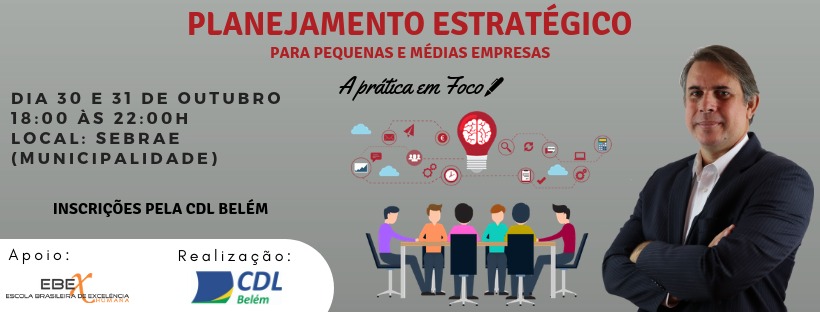 PLANEJAMENTO ESTRATÉGICO
PARA PEQUENAS E MÉDIAS EMPRESAS
A prática em Foco
DIA 30 E 31 DE OUTUBRO
18:00 ÀS 22:00H
LOCAL: SEBRAE
(MUNICIPALIDADE)
INSCRIÇÕES PELA CDL BELÉM
Apoio:
EBEX
ESCOLA BRASILEIRA DE EXCELÊNCIA
HUMANA
Realização:
CDL
Belém